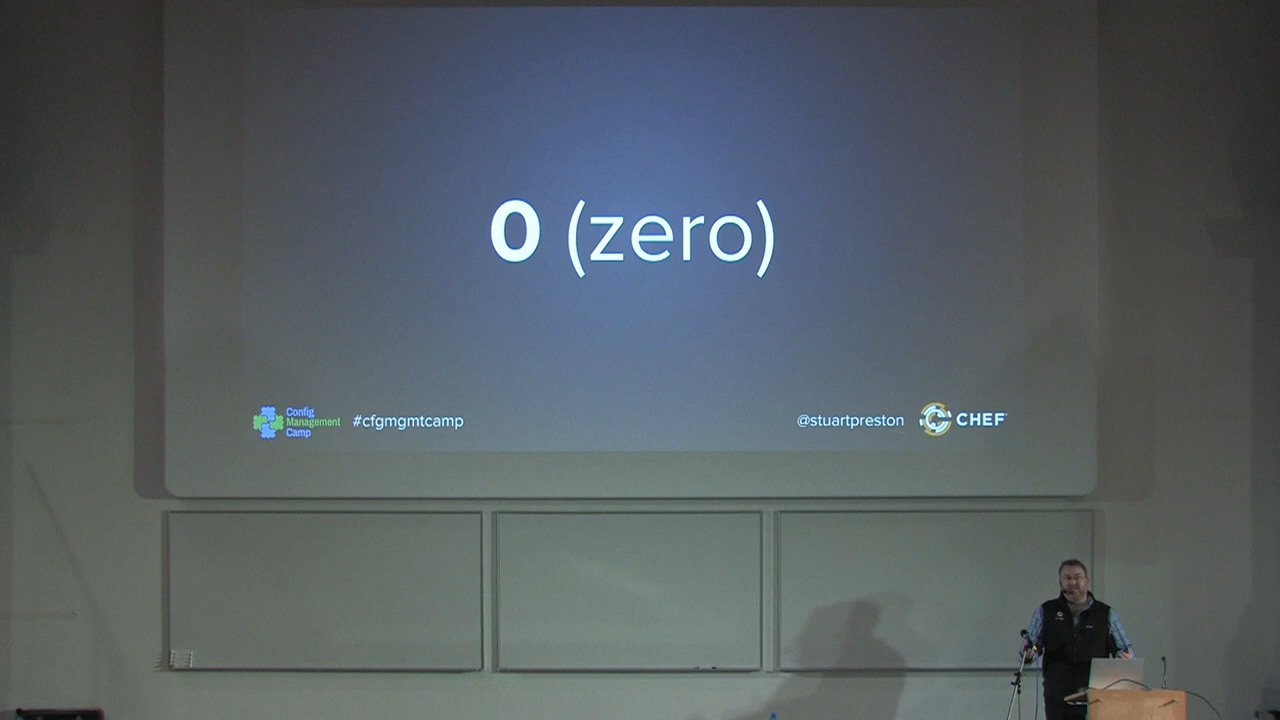 0 (zero)
Config
Management
Camp
#cfgmgmtcamp
@stuartpreston
CHEF